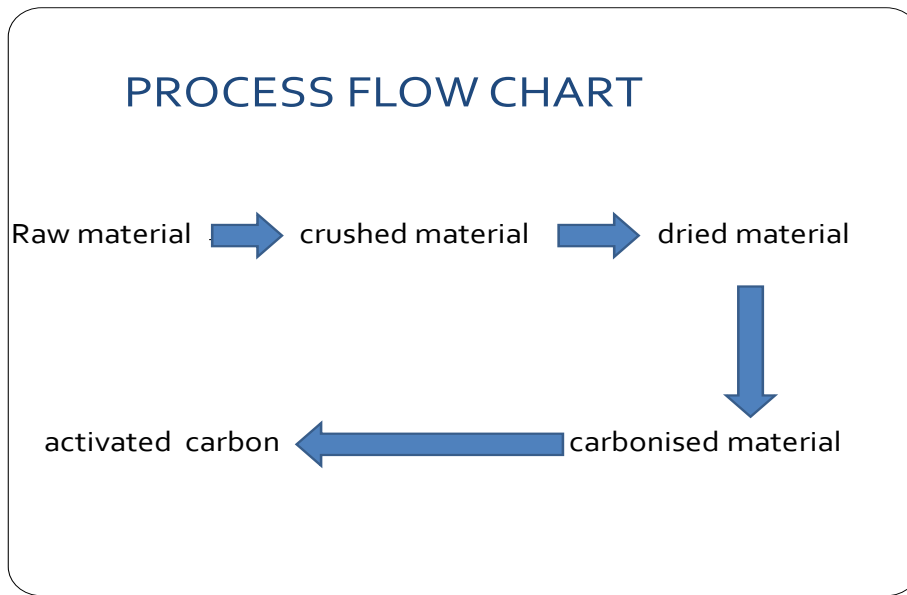 PROCESS FLOW CHART
Raw material crushed material dried material
activated carbon carbonised material